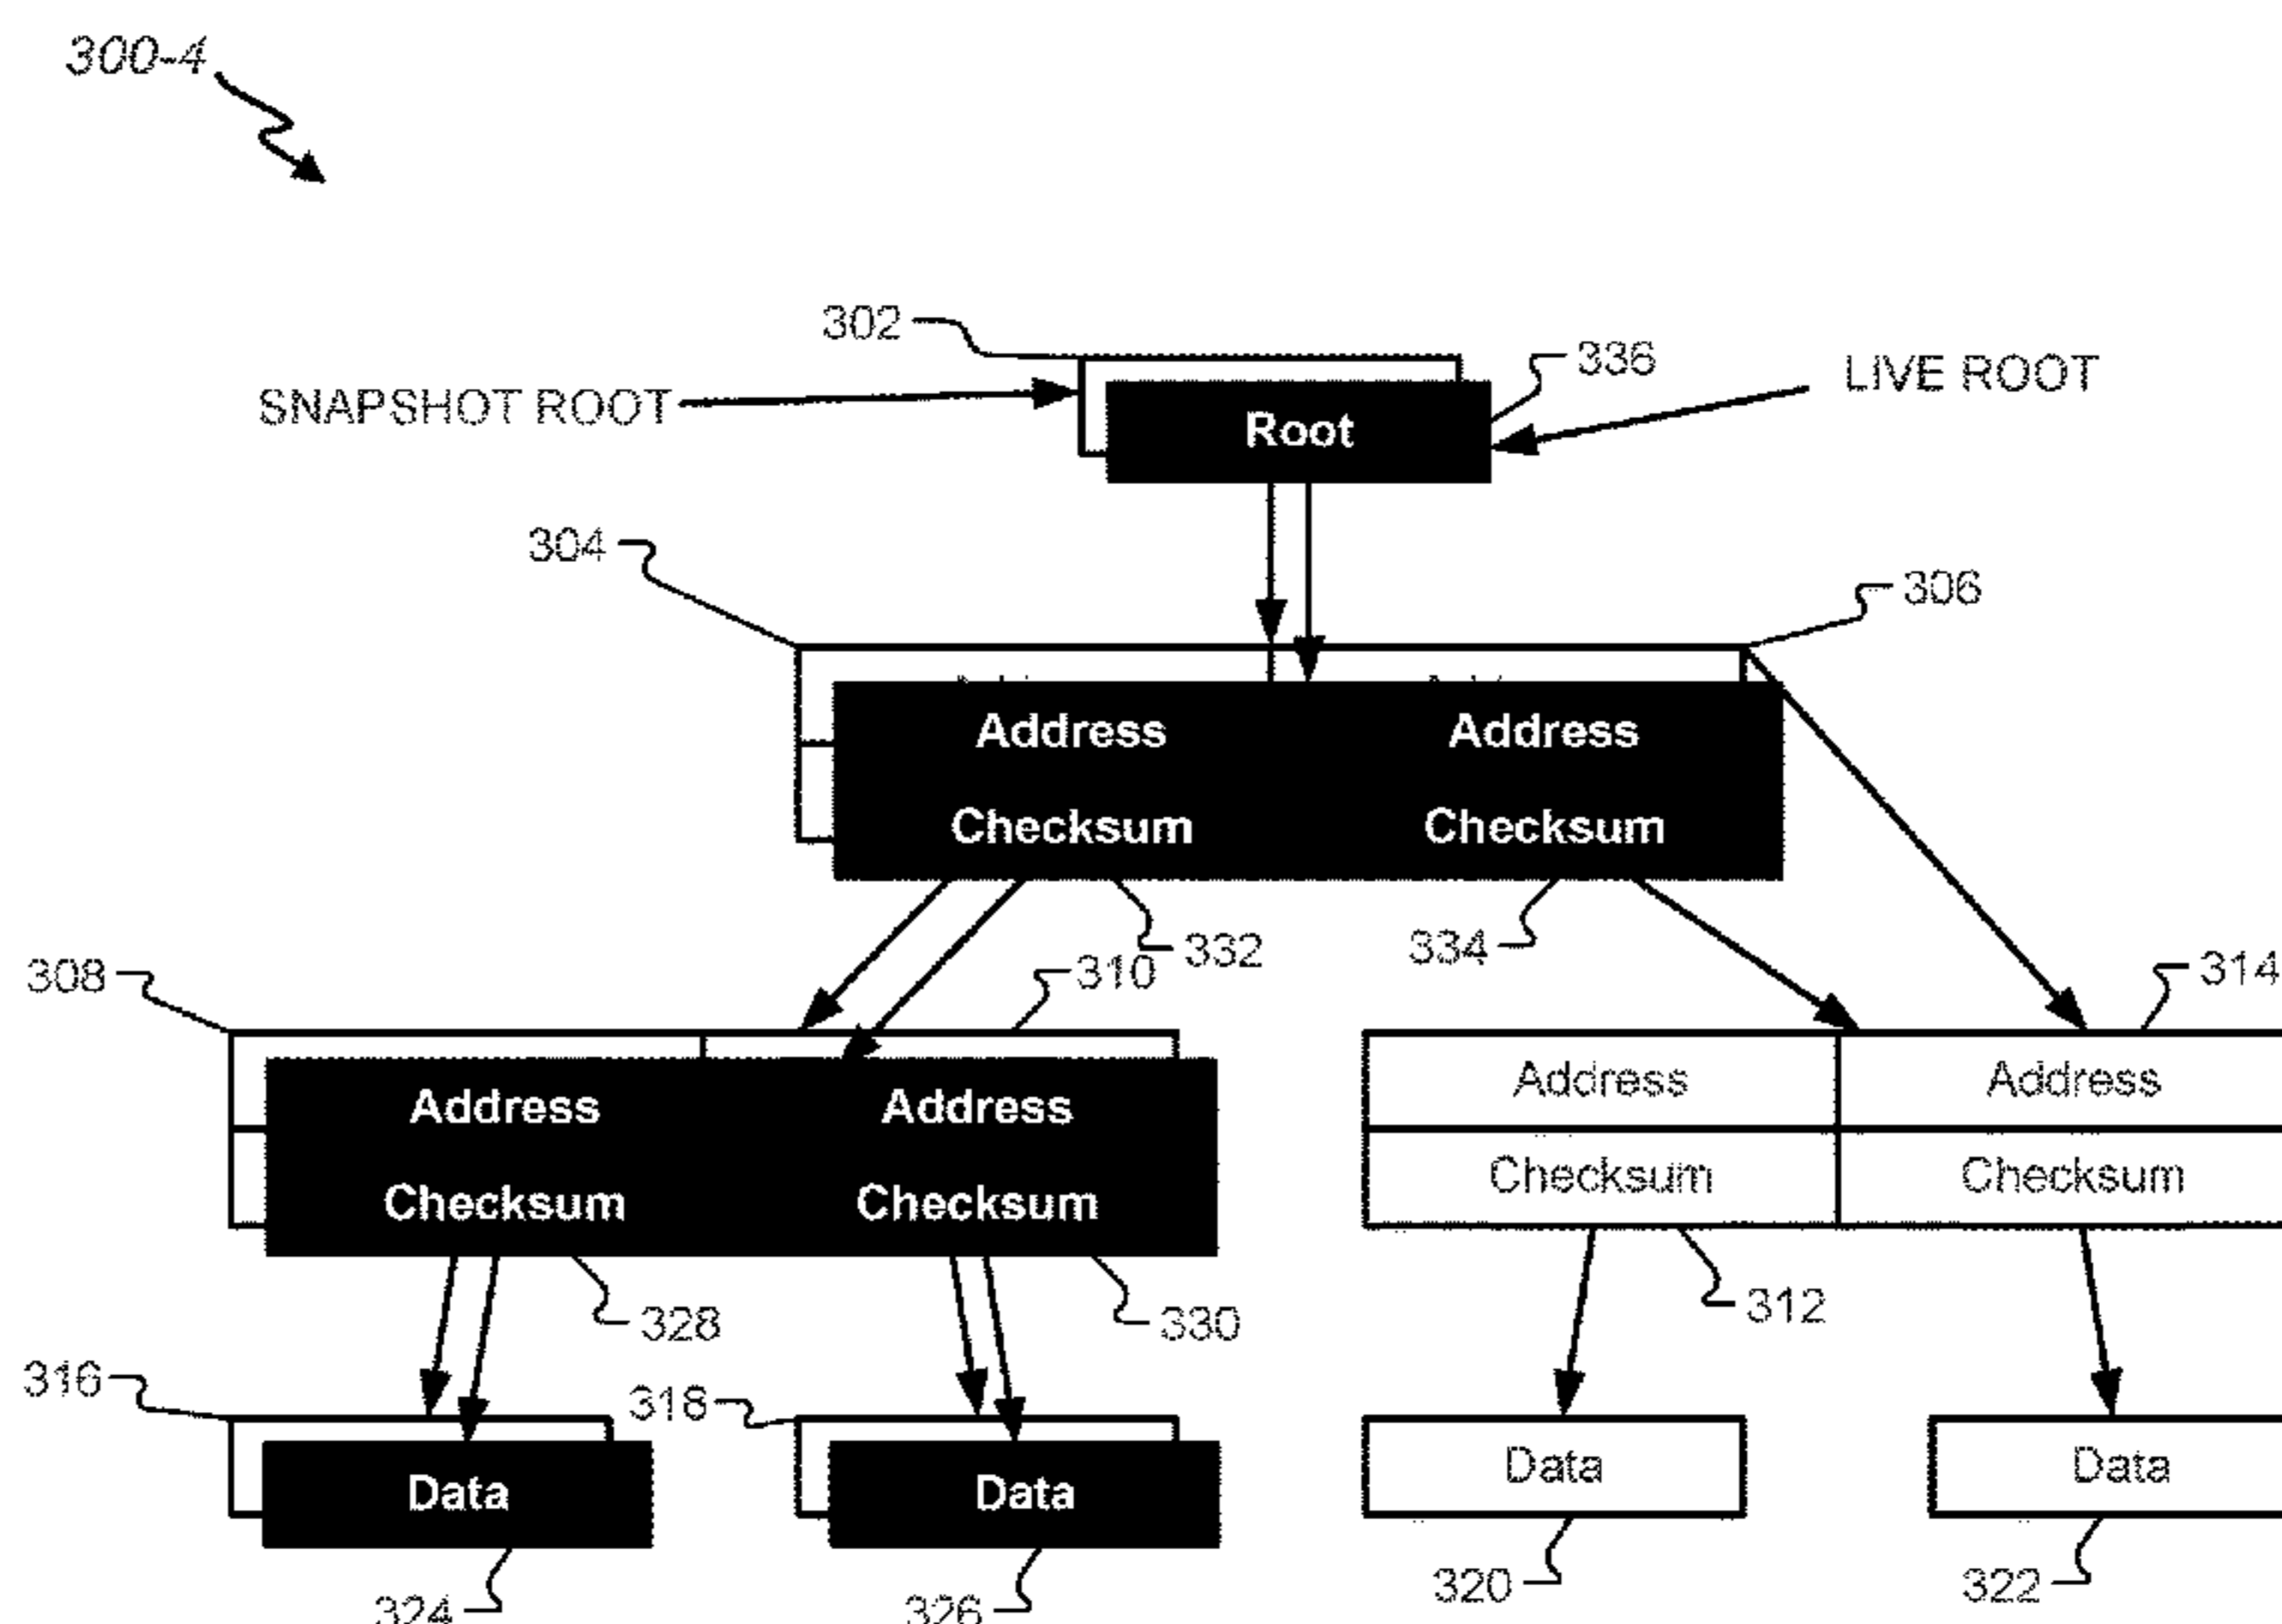 300-4
302
336
SNAPSHOT ROOT
LIVE ROOT
Root
304
306
Address Address
Checksum Checksum
332
334
308
310
314
Address Address
Checksum Checksum
Address Address
Checksum Checksum
328
330
312
316
318
Data
Data
Data
Data
324
326
320
322